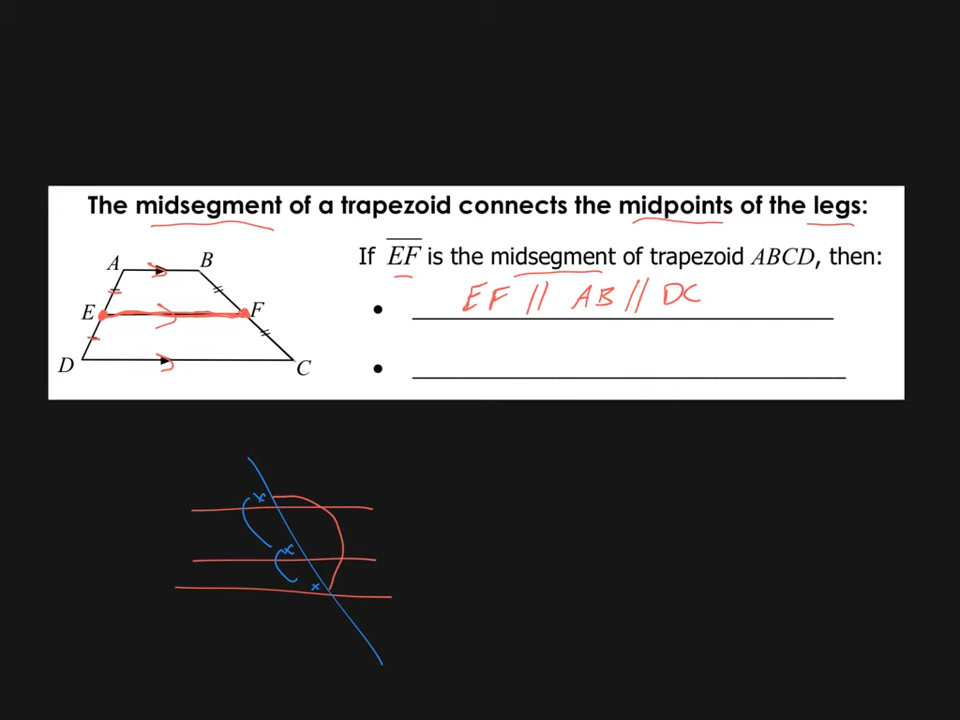 The midsegment of a trapezoid connects the midpoints of the legs:
If EF is the midsegment of trapezoid ABCD, then:
A B
E F
D C
• EF // AB // DC
•
x
x
x